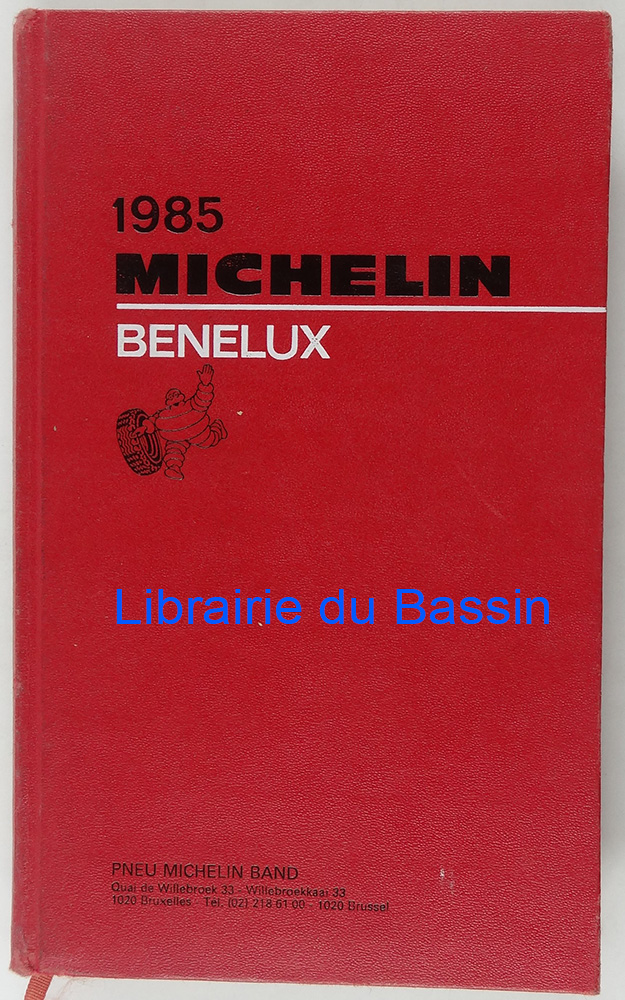 1985
MICHELIN
BENELUX
Librairie du Bassin
PNEU MICHELIN BAND
Quai de Willebroek 33 - Willebroekkaai 33
1020 Bruxelles - Tel. (02) 218 61 00 - 1020 Brussel